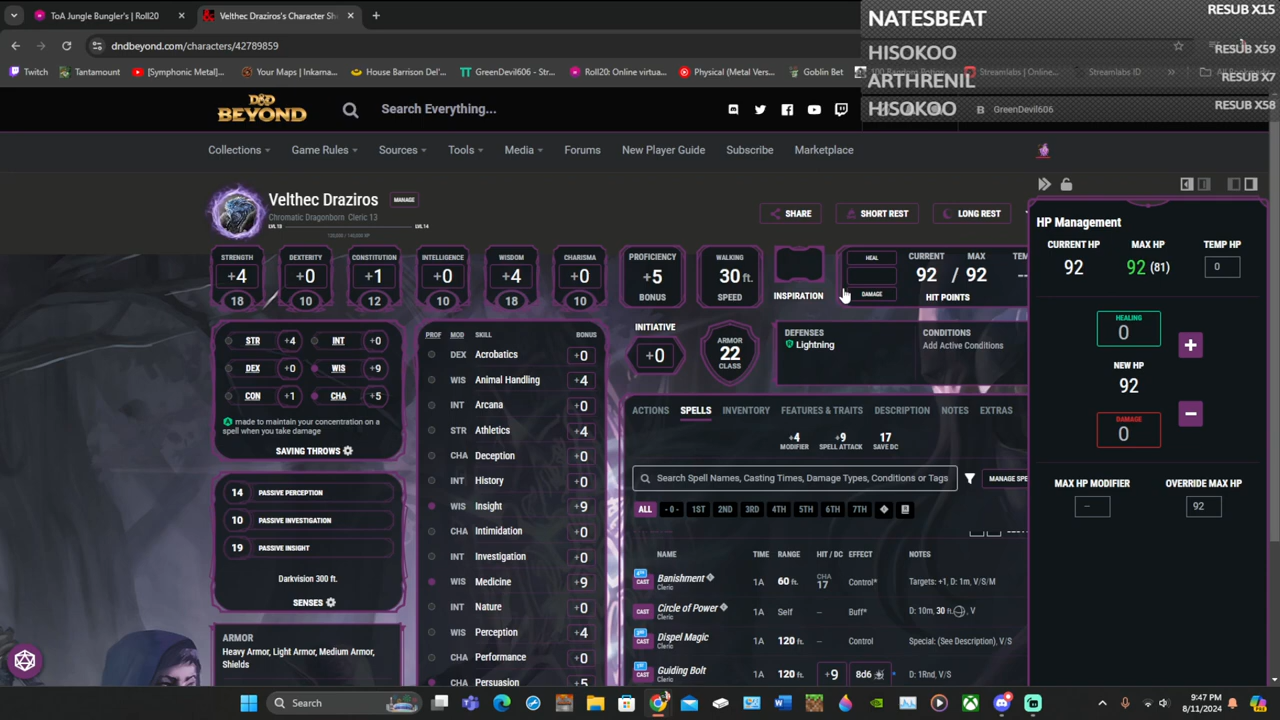 ToA Jungle Bungler's | Roll20
Velthec Draziros's Character Sh
NATESBEAT RESUB X15
HISOKOO RESUB X59
ARTHRENIL RESUB X7
HISOKOO RESUB X58
dndbeyond.com/characters/42789859
Twitch Tantamount [Symphonic Metal]... Your Maps | Inkarna... House Barrison Del'... GreenDevil606 - Str... Roll20: Online virtua... Physical (Metal Vers... Goblin Bet Streamlabs | Online... Streamlabs ID
D&D BEYOND Search Everything... GreenDevil606
Collections Game Rules Sources Tools Media Forums New Player Guide Subscribe Marketplace
Velthec Draziros MANAGE
Chromatic Dragonborn Cleric 13
LVL 13 LVL 14
SHARE SHORT REST LONG REST
STRENGTH +4 18
DEXTERITY +0 10
CONSTITUTION +1 12
INTELLIGENCE +0 10
WISDOM +4 18
CHARISMA +0 10
PROFICIENCY +5 BONUS
WALKING 30 ft. SPEED
INSPIRATION
HEAL
DAMAGE
CURRENT MAX TEM
92 / 92 --
HIT POINTS
STR +4 INT +0
DEX +0 WIS +9
CON +1 CHA +5
made to maintain your concentration on a
spell when you take damage
SAVING THROWS
14 PASSIVE PERCEPTION
10 PASSIVE INVESTIGATION
19 PASSIVE INSIGHT
Darkvision 300 ft.
SENSES
ARMOR
Heavy Armor, Light Armor, Medium Armor,
Shields
PROF MOD SKILL BONUS
DEX Acrobatics +0
WIS Animal Handling +4
INT Arcana +0
STR Athletics +4
CHA Deception +0
INT History +0
WIS Insight +9
CHA Intimidation +0
INT Investigation +0
WIS Medicine +9
INT Nature +0
WIS Perception +4
CHA Performance +0
CHA Persuasion +5
INITIATIVE
+0
ARMOR
22
CLASS
DEFENSES
Lightning
CONDITIONS
Add Active Conditions
ACTIONS SPELLS INVENTORY FEATURES & TRAITS DESCRIPTION NOTES EXTRAS
+4 +9 17
MODIFIER SPELL ATTACK SAVE DC
Search Spell Names, Casting Times, Damage Types, Conditions or Tags MANAGE SPE
ALL - 0 - 1ST 2ND 3RD 4TH 5TH 6TH 7TH
NAME TIME RANGE HIT / DC EFFECT NOTES
CAST Banishment 1A 60 ft. CHA 17 Control* Targets: +1, D: 1m, V/S/M
Cleric
CAST Circle of Power 1A Self -- Buff* D: 10m, 30 ft., V
Cleric
CAST Dispel Magic 1A 120 ft. -- Control Special: (See Description), V/S
Cleric
CAST Guiding Bolt 1A 120 ft. +9 8d6 D: 1Rnd, V/S
Cleric
HP Management
CURRENT HP MAX HP TEMP HP
92 92 (81) 0
HEALING
0
NEW HP
92
DAMAGE
0
MAX HP MODIFIER OVERRIDE MAX HP
-- 92
Search
9:47 PM
8/11/2024